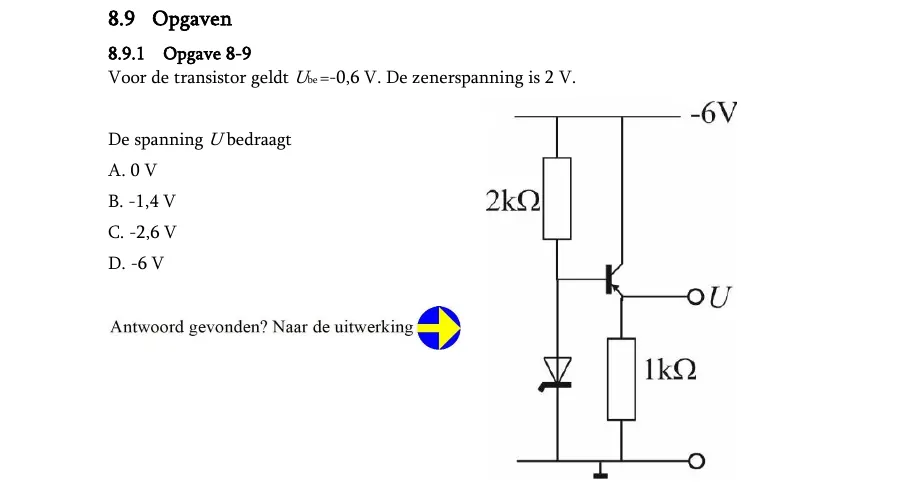 8.9 Opgaven
8.9.1 Opgave 8-9
Voor de transistor geldt Ube=-0,6 V. De zenerspanning is 2 V.
De spanning U bedraagt
A. 0 V
B. -1,4 V
C. -2,6 V
D. -6 V
Antwoord gevonden? Naar de uitwerking
-6V
2kΩ
U
1kΩ